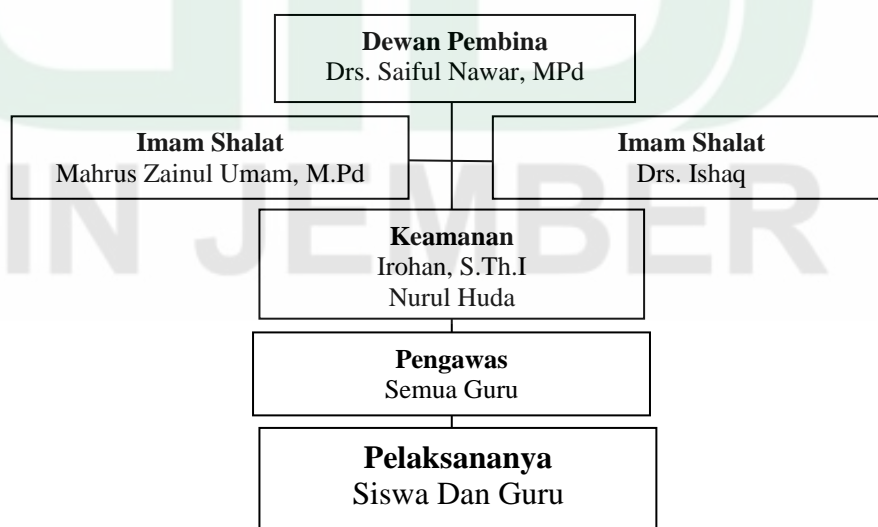 Dewan Pembina
Drs. Saiful Nawar, MPd
Imam Shalat
Mahrus Zainul Umam, M.Pd
Imam Shalat
Drs. Ishaq
IN JEMBER
Keamanan
Irohan, S.Th.I
Nurul Huda
Pengawas
Semua Guru
Pelaksananya
Siswa Dan Guru